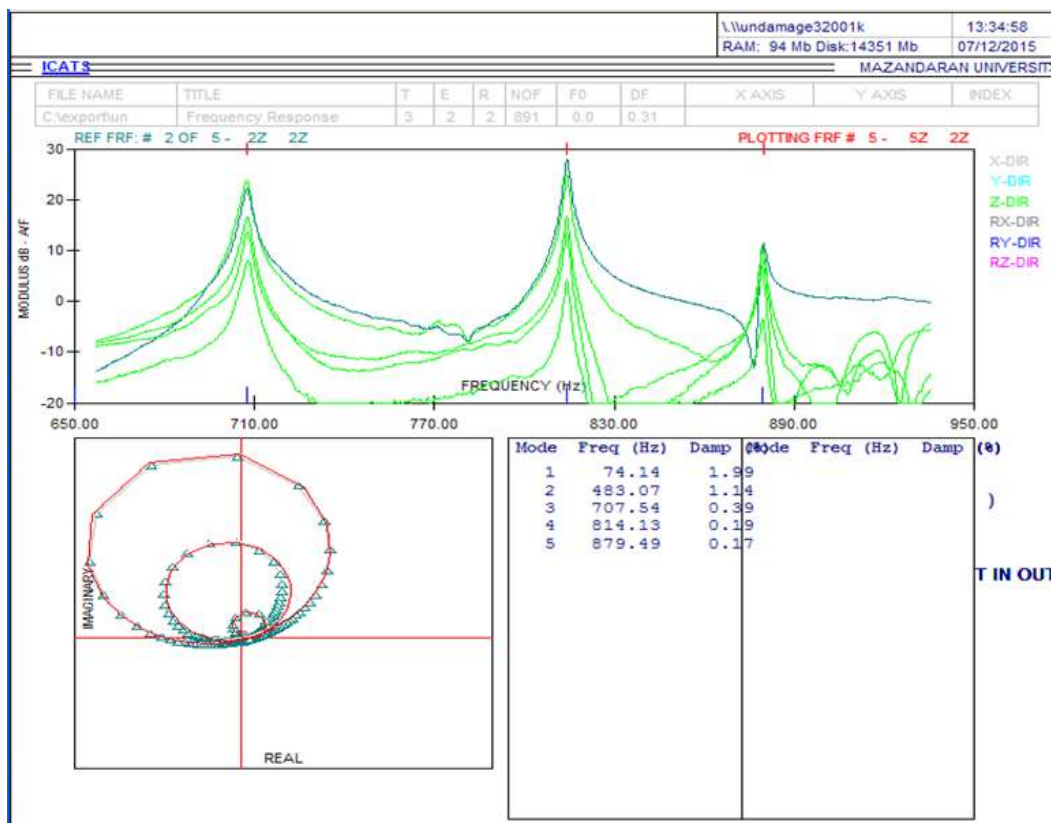 \.\\undamage32001k 13:34:58
RAM: 94 Mb Disk:14351 Mb 07/12/2015
ICATS MAZANDARAN UNIVERSIT
FILE NAME TITLE T E R NOF F0 DF X AXIS Y AXIS INDEX
C:\exportun Frequency Response 3 2 2 891 0.0 0.31
REF FRF: # 2 OF 5 - 2Z 2Z PLOTTING FRF # 5 - 5Z 2Z
30
20
10
0
-10
-20
MODULUS dB - A/F
X-DIR
Y-DIR
Z-DIR
RX-DIR
RY-DIR
RZ-DIR
FREQUENCY (Hz)
650.00 710.00 770.00 830.00 890.00 950.00
IMAGINARY
REAL
Mode Freq (Hz) Damp (%) Mode Freq (Hz) Damp (%)
1 74.14 1.99
2 483.07 1.14
3 707.54 0.39
4 814.13 0.19
5 879.49 0.17
)
T IN OUT